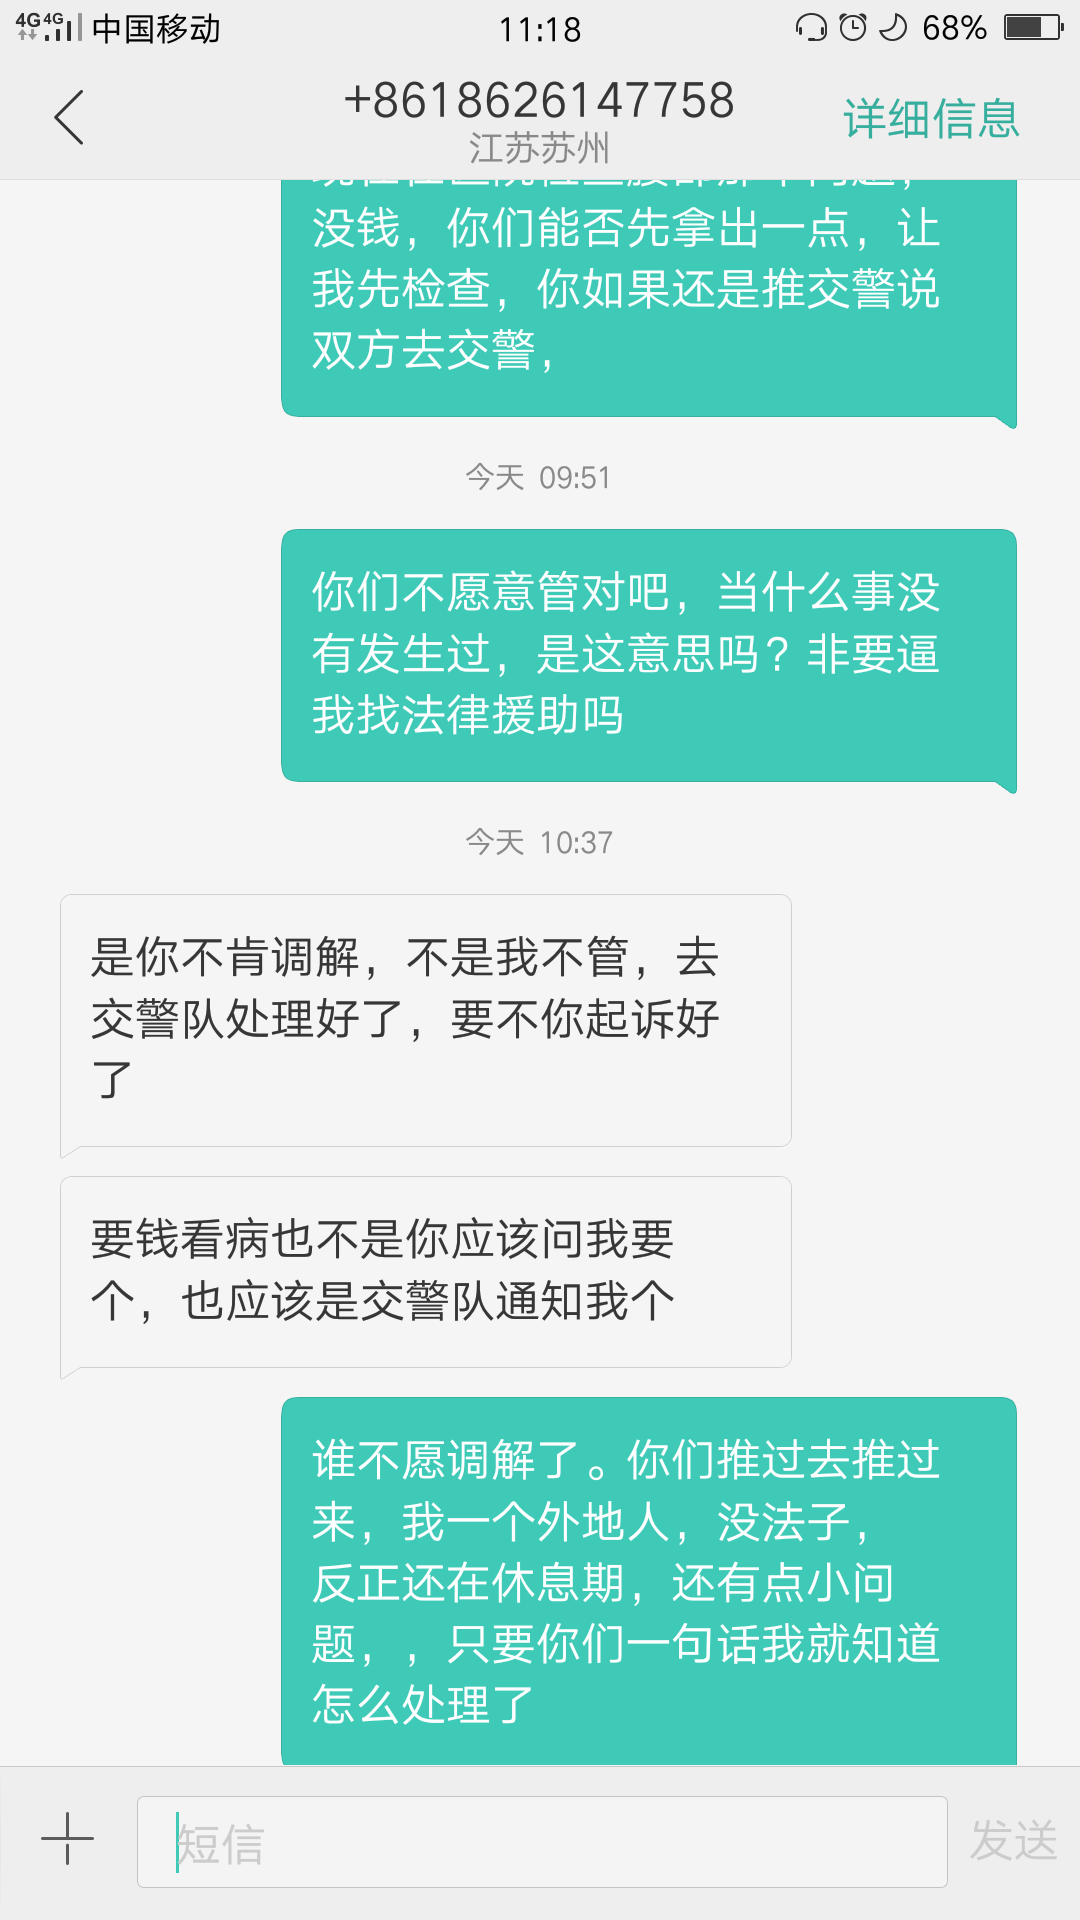 4G 4G 中国移动 11:18 68%
+8618626147758
江苏苏州
详细信息
没钱，你们能否先拿出一点，让
我先检查，你如果还是推交警说
双方去交警，
今天 09:51
你们不愿意管对吧，当什么事没
有发生过，是这意思吗？非要逼
我找法律援助吗
今天 10:37
是你不肯调解，不是我不管，去
交警队处理好了，要不你起诉好
了
要钱看病也不是你应该问我要
个，也应该是交警队通知我个
谁不愿调解了。你们推过去推过
来，我一个外地人，没法子，
反正还在休息期，还有点小问
题，，只要你们一句话我就知道
怎么处理了
短信
发送